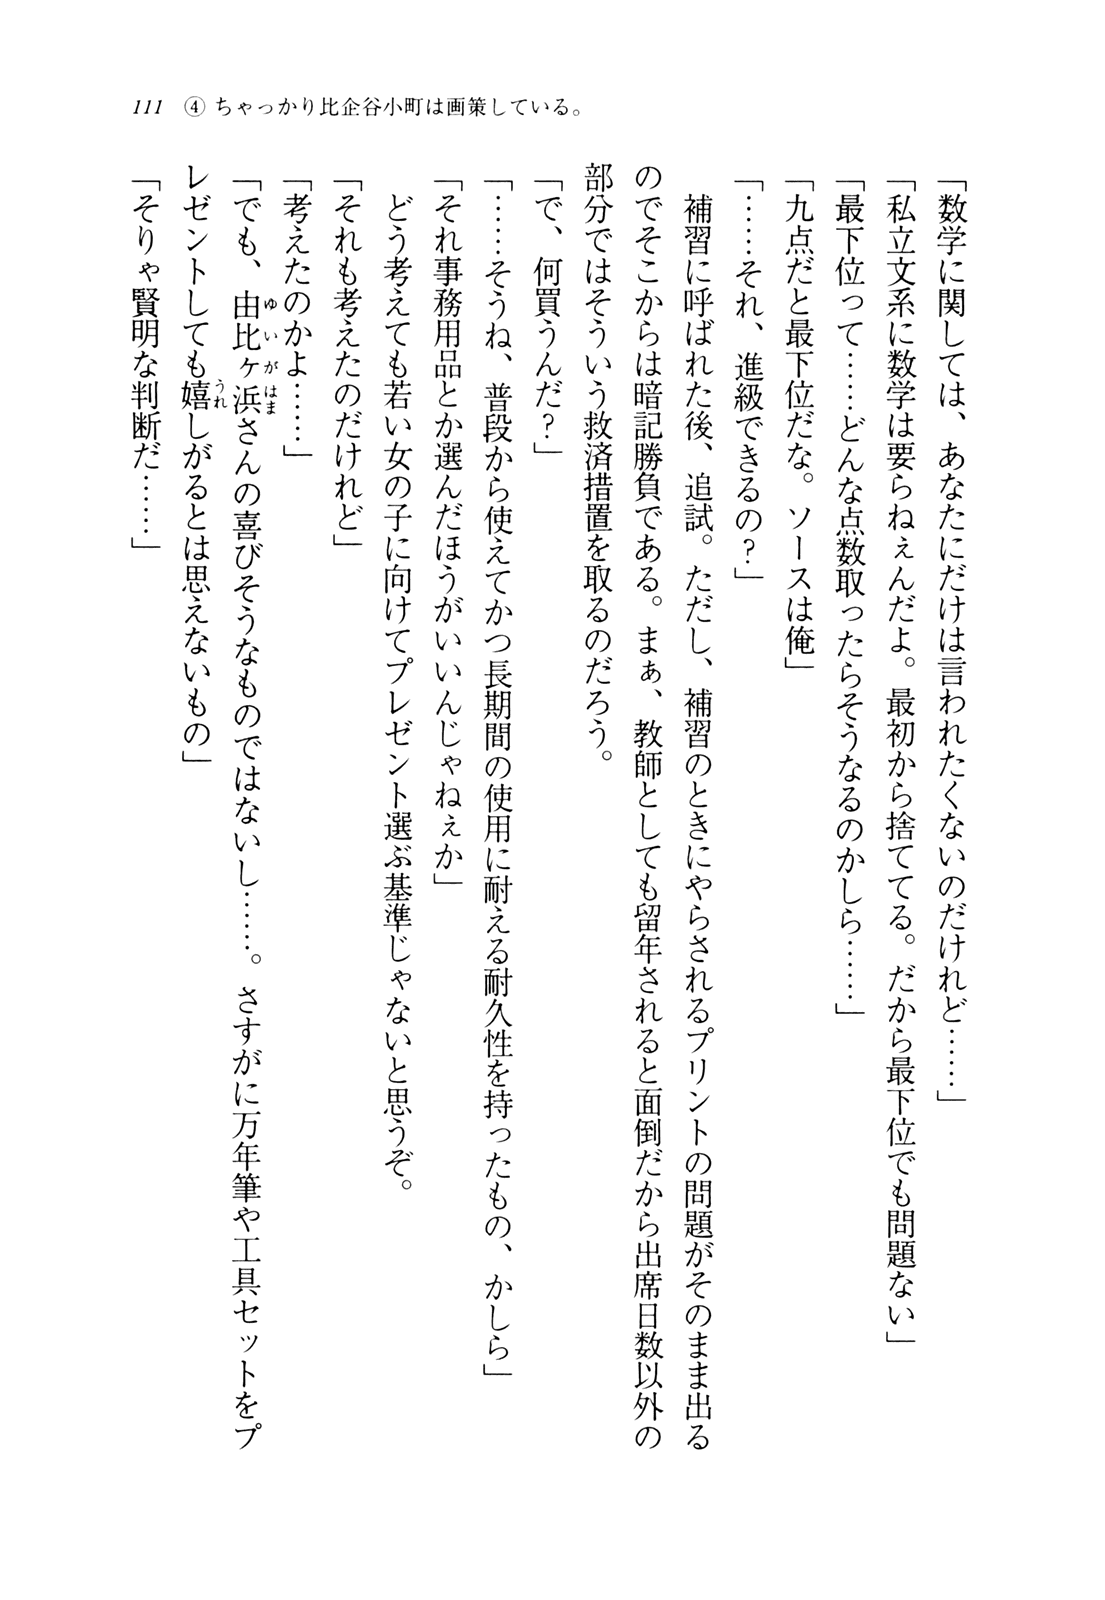 111 ④ ちゃっかり比企谷小町は画策している。
「数学に関しては、あなたにだけは言われたくないのだけれど……」
「私立文系に数学は要らねぇんだよ。最初から捨ててる。だから最下位でも問題ない」
「最下位って……どんな点数取ったらそうなるのかしら……」
「九点だと最下位だな。ソースは俺」
「……それ、進級できるの？」
　補習に呼ばれた後、追試。ただし、補習のときにやらされるプリントの問題がそのまま出る
のでそこからは暗記勝負である。まぁ、教師としても留年されると面倒だから出席日数以外の
部分ではそういう救済措置を取るのだろう。
「で、何買うんだ？」
「……そうね、普段から使えてかつ長期間の使用に耐える耐久性を持ったもの、かしら」
「それ事務用品とか選んだほうがいいんじゃねぇか」
　どう考えても若い女の子に向けてプレゼント選ぶ基準じゃないと思うぞ。
「それも考えたのだけれど」
「考えたのかよ……」
「でも、由比ヶ浜さんの喜びそうなものではないし……。さすがに万年筆や工具セットをプ
ゆいがはま
レゼントしても嬉しがるとは思えないもの」
うれ
「そりゃ賢明な判断だ……」